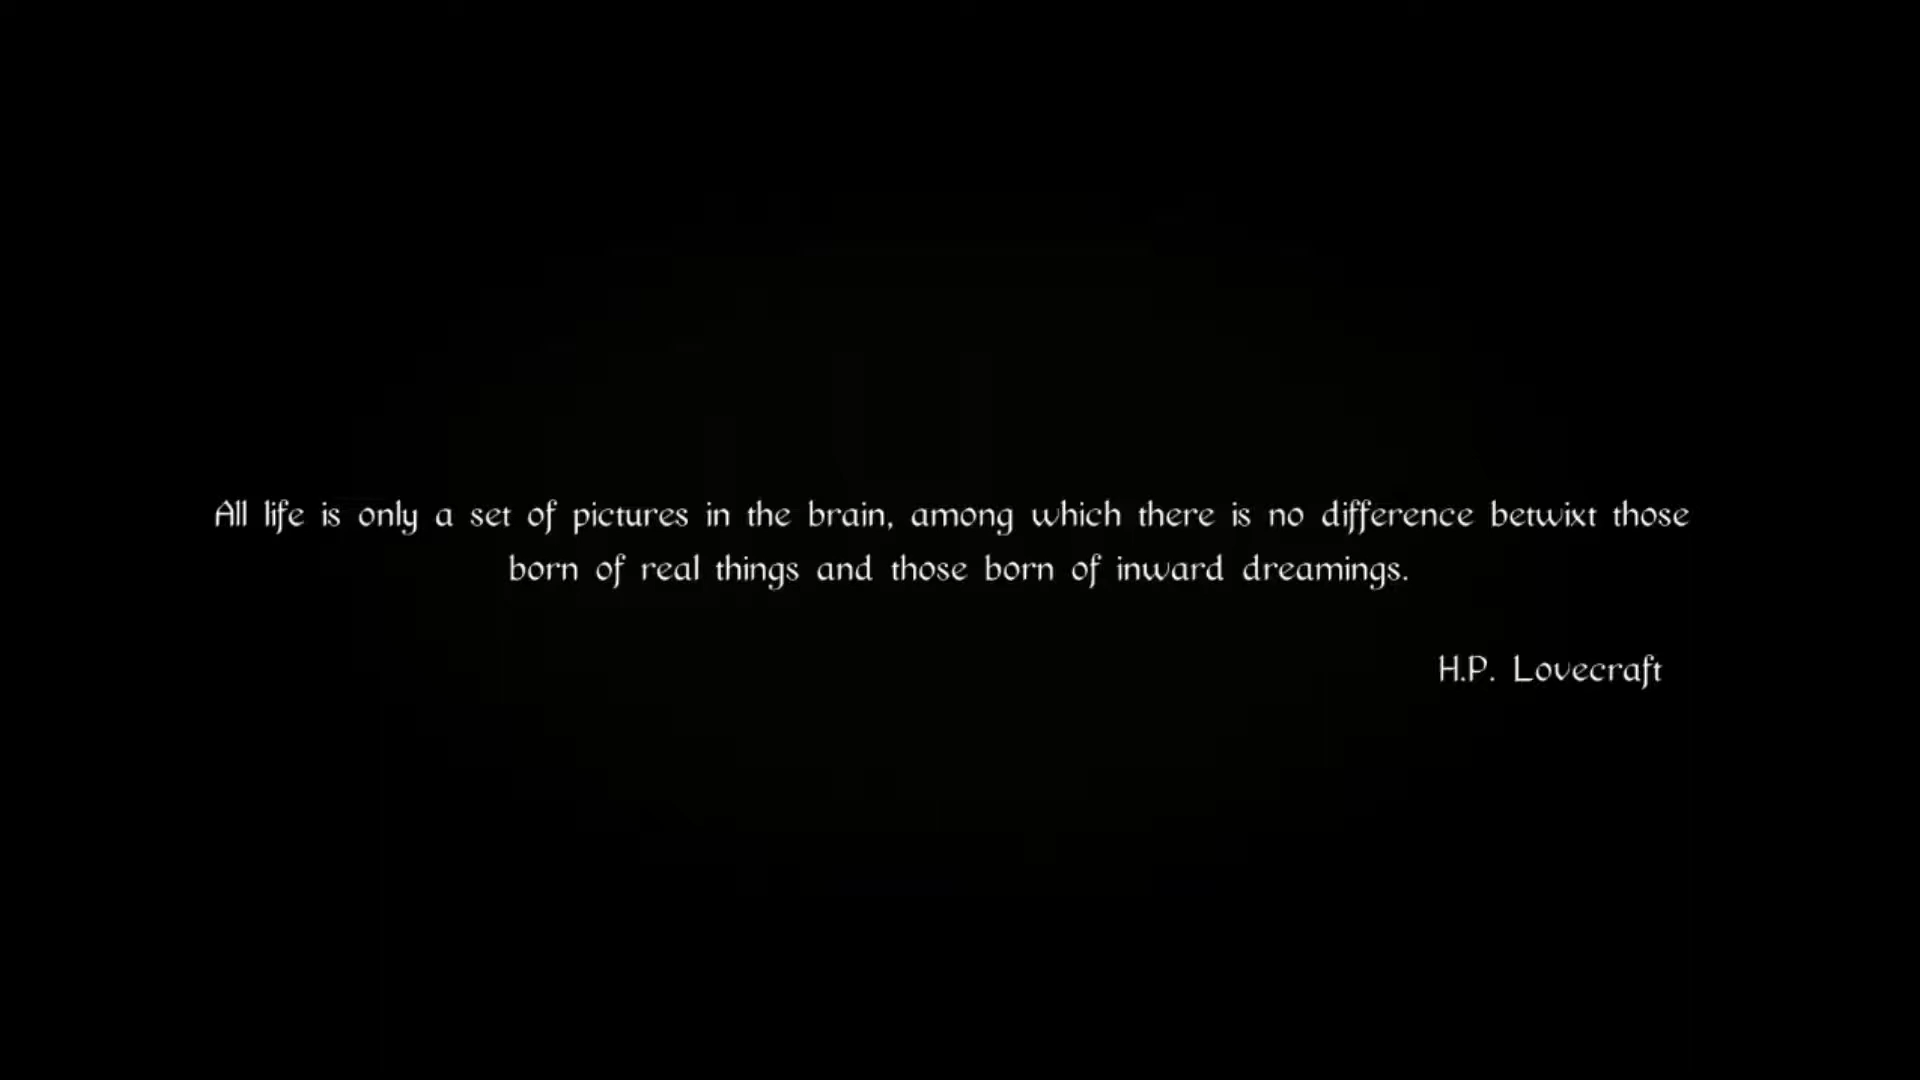 All life is only a set of pictures in the brain, among which there is no difference betwixt those
born of real things and those born of inward dreamings.
H.P. Lovecraft